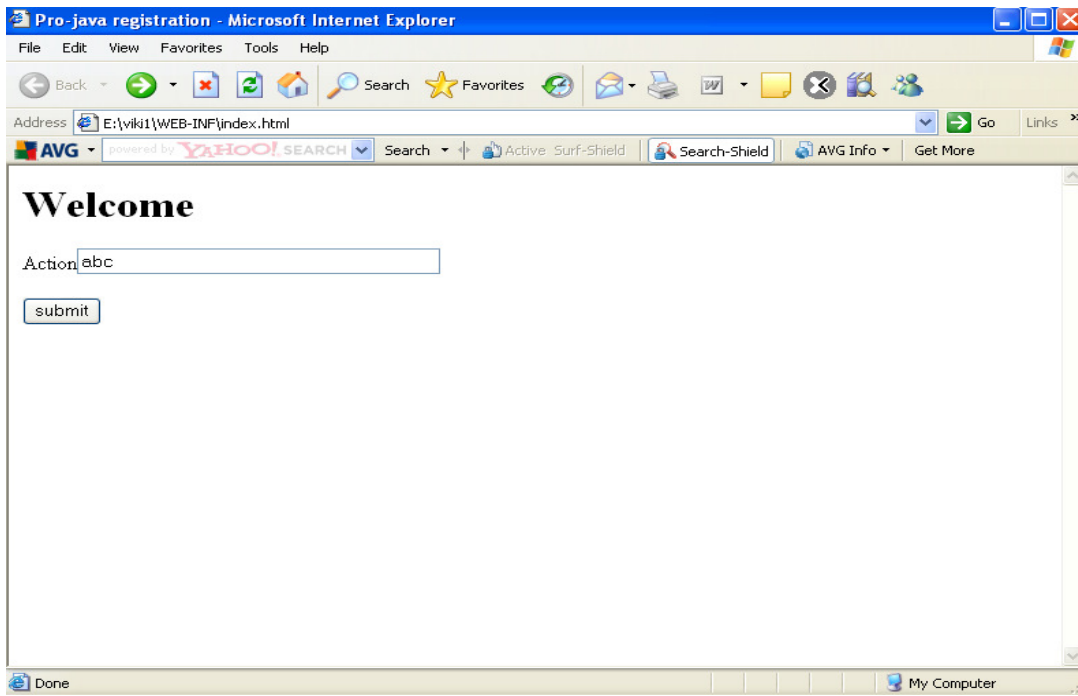 Pro-java registration - Microsoft Internet Explorer
File Edit View Favorites Tools Help
Back Search Favorites W
Address E:\viki1\WEB-INF\index.html Go Links »
AVG powered by YAHOO! SEARCH Search Active Surf-Shield Search-Shield AVG Info Get More
Welcome
Action abc
submit
Done My Computer